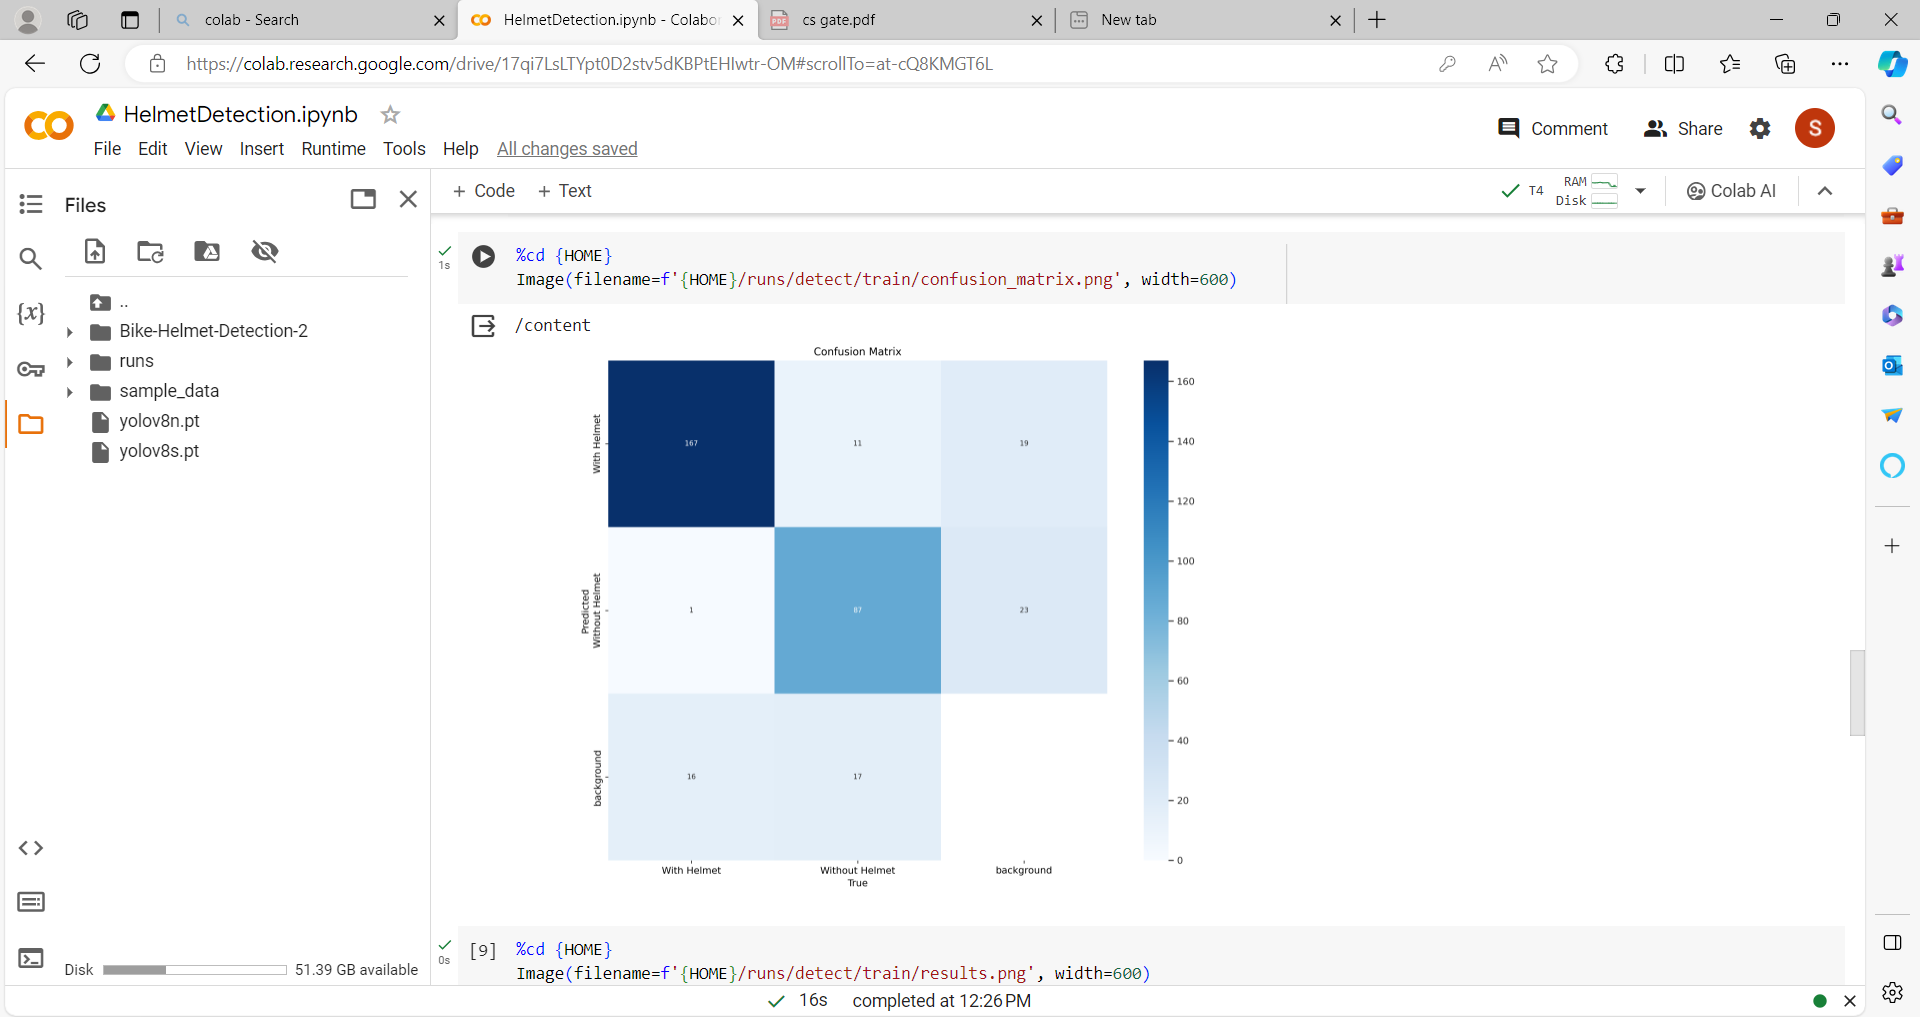 colab - Search
HelmetDetection.ipynb - Colabo
cs gate.pdf
New tab
https://colab.research.google.com/drive/17qi7LsLTYpt0D2stv5dKBPtEHIwtr-OM#scrollTo=at-cQ8KMGT6L
HelmetDetection.ipynb
File Edit View Insert Runtime Tools Help All changes saved
Comment
Share
S
Files
+ Code + Text
T4
RAM
Disk
Colab AI
..
Bike-Helmet-Detection-2
runs
sample_data
yolov8n.pt
yolov8s.pt
Disk
51.39 GB available
1s
%cd {HOME}
Image(filename=f'{HOME}/runs/detect/train/confusion_matrix.png', width=600)
/content
Confusion Matrix
With Helmet
167 11 19
Predicted
Without Helmet
1 87 23
background
16 17
With Helmet Without Helmet background
True
160
140
120
100
80
60
40
20
0
0s
[9]
%cd {HOME}
Image(filename=f'{HOME}/runs/detect/train/results.png', width=600)
16s completed at 12:26 PM